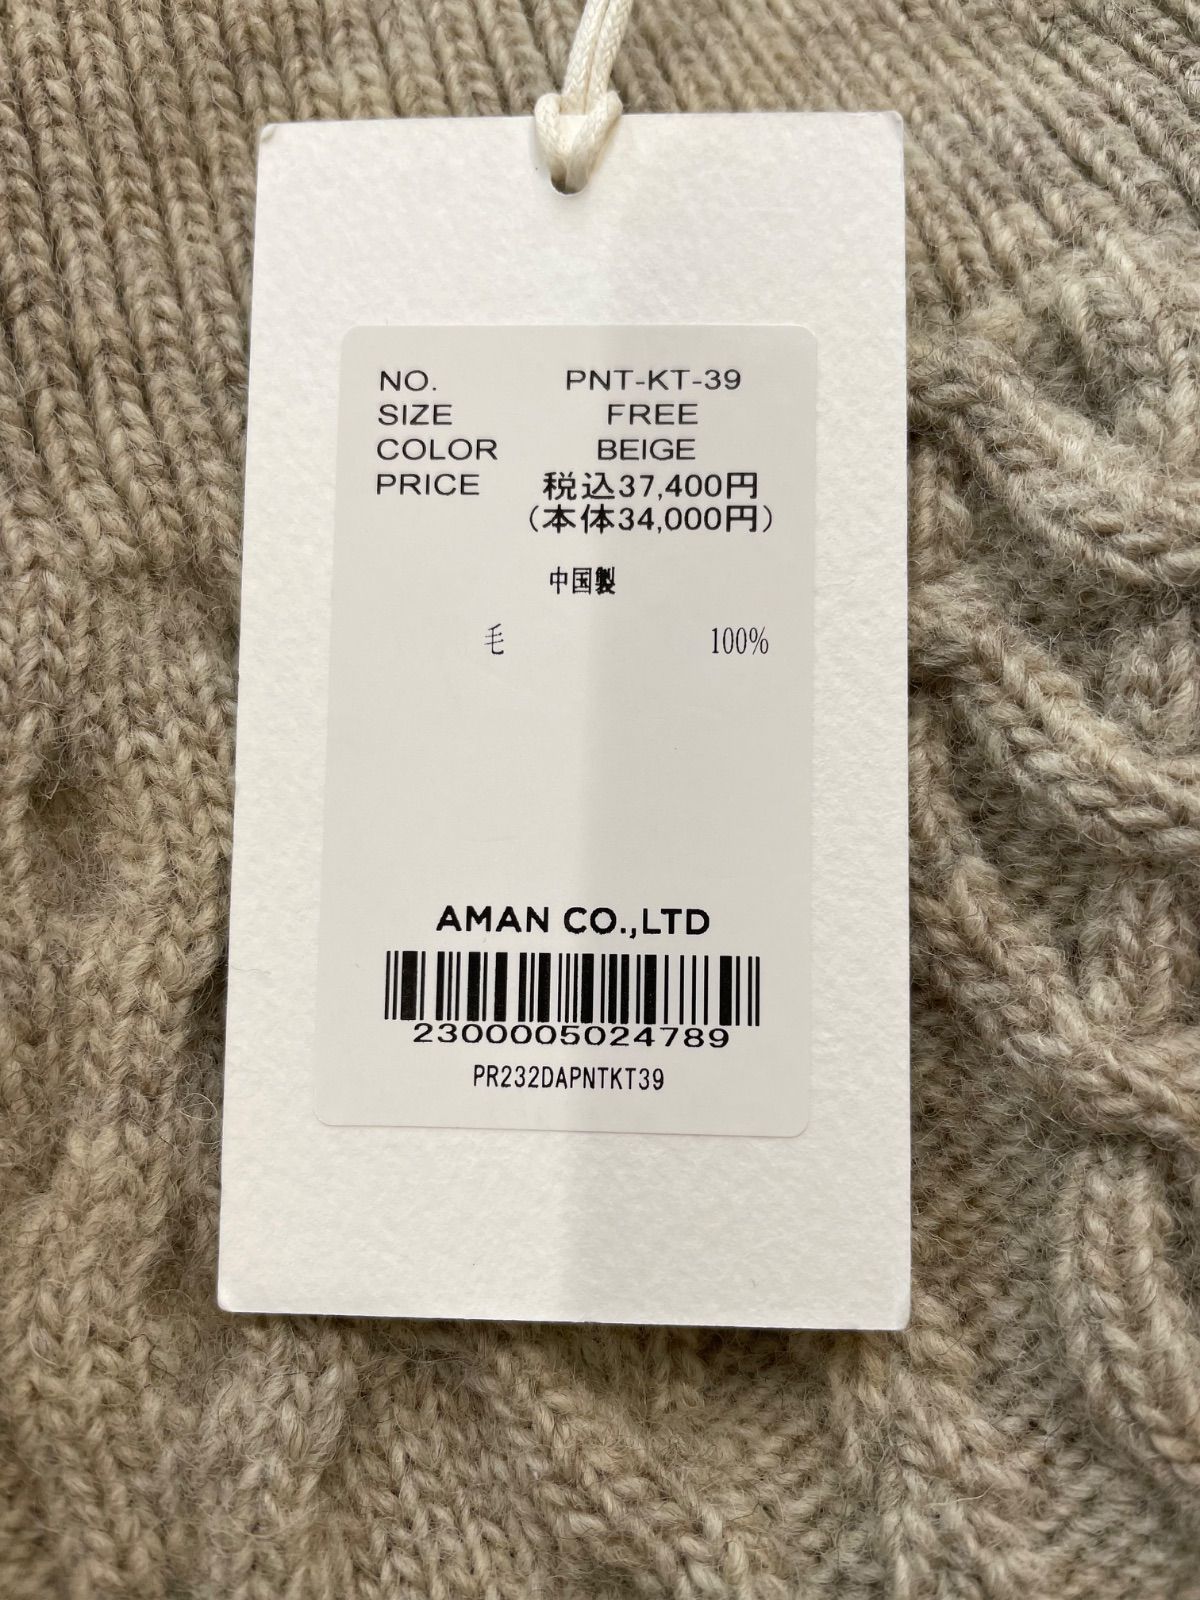 NO. PNT-KT-39
SIZE FREE
COLOR BEIGE
PRICE 税込37,400円
(本体34,000円)
中国製
毛 100%
AMAN CO.,LTD
2300005024789
PR232DAPNTKT39